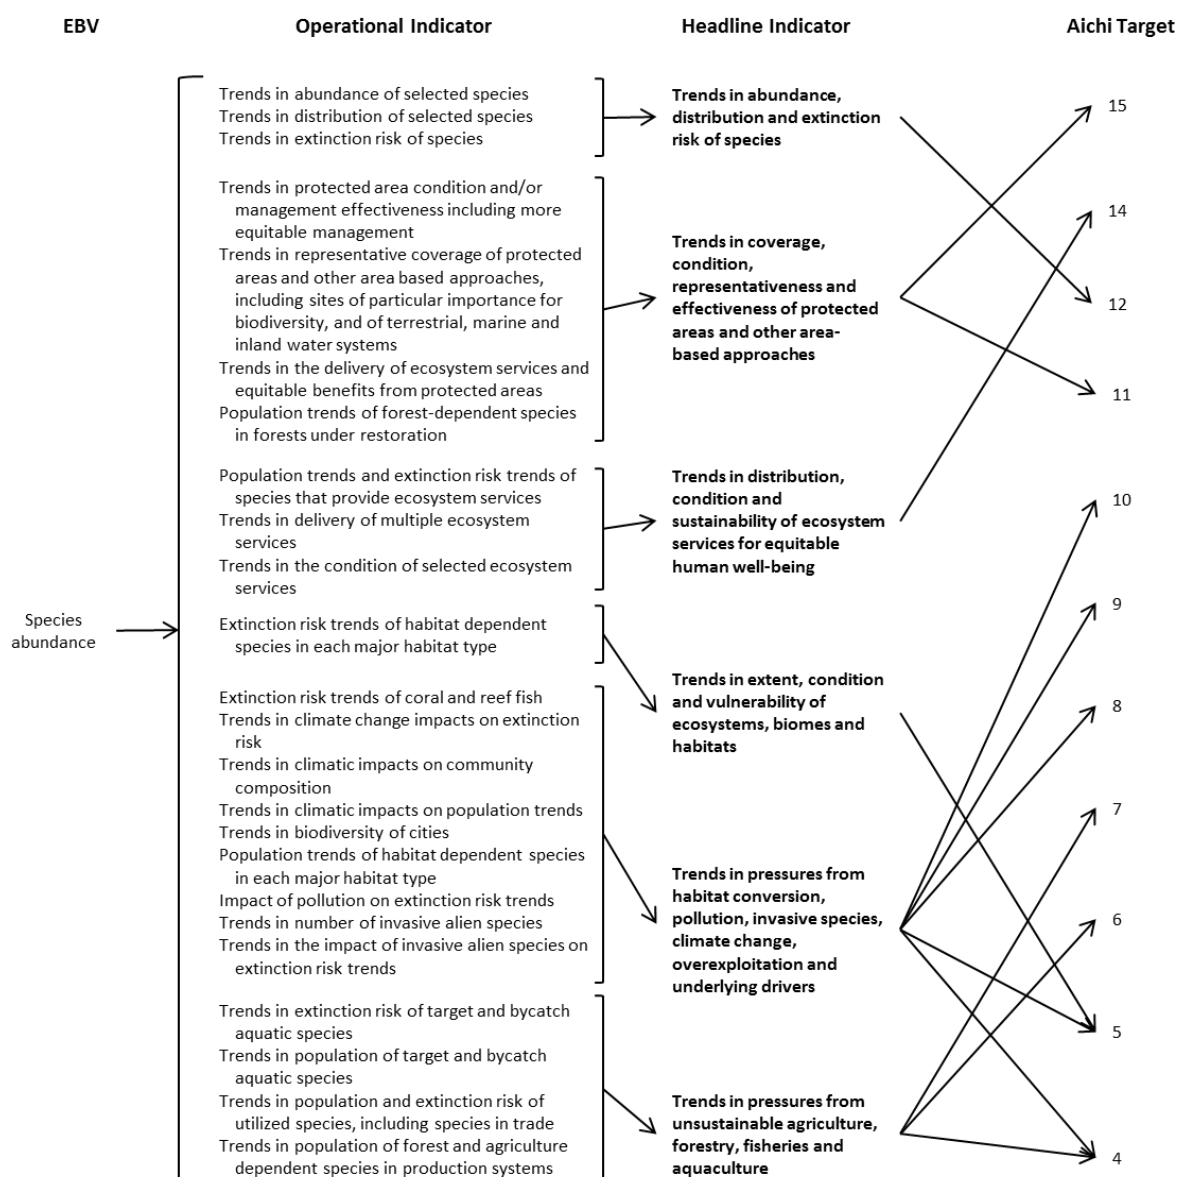 EBV
Operational Indicator
Headline Indicator
Aichi Target
Species
abundance
Trends in abundance of selected species
Trends in distribution of selected species
Trends in extinction risk of species
Trends in protected area condition and/or
management effectiveness including more
equitable management
Trends in representative coverage of protected
areas and other area based approaches,
including sites of particular importance for
biodiversity, and of terrestrial, marine and
inland water systems
Trends in the delivery of ecosystem services and
equitable benefits from protected areas
Population trends of forest-dependent species
in forests under restoration
Population trends and extinction risk trends of
species that provide ecosystem services
Trends in delivery of multiple ecosystem
services
Trends in the condition of selected ecosystem
services
Extinction risk trends of habitat dependent
species in each major habitat type
Extinction risk trends of coral and reef fish
Trends in climate change impacts on extinction
risk
Trends in climatic impacts on community
composition
Trends in climatic impacts on population trends
Trends in biodiversity of cities
Population trends of habitat dependent species
in each major habitat type
Impact of pollution on extinction risk trends
Trends in number of invasive alien species
Trends in the impact of invasive alien species on
extinction risk trends
Trends in extinction risk of target and bycatch
aquatic species
Trends in population of target and bycatch
aquatic species
Trends in population and extinction risk of
utilized species, including species in trade
Trends in population of forest and agriculture
dependent species in production systems
Trends in abundance,
distribution and extinction
risk of species
Trends in coverage,
condition,
representativeness and
effectiveness of protected
areas and other area-
based approaches
Trends in distribution,
condition and
sustainability of ecosystem
services for equitable
human well-being
Trends in extent, condition
and vulnerability of
ecosystems, biomes and
habitats
Trends in pressures from
habitat conversion,
pollution, invasive species,
climate change,
overexploitation and
underlying drivers
Trends in pressures from
unsustainable agriculture,
forestry, fisheries and
aquaculture
15
14
12
11
10
9
8
7
6
5
4